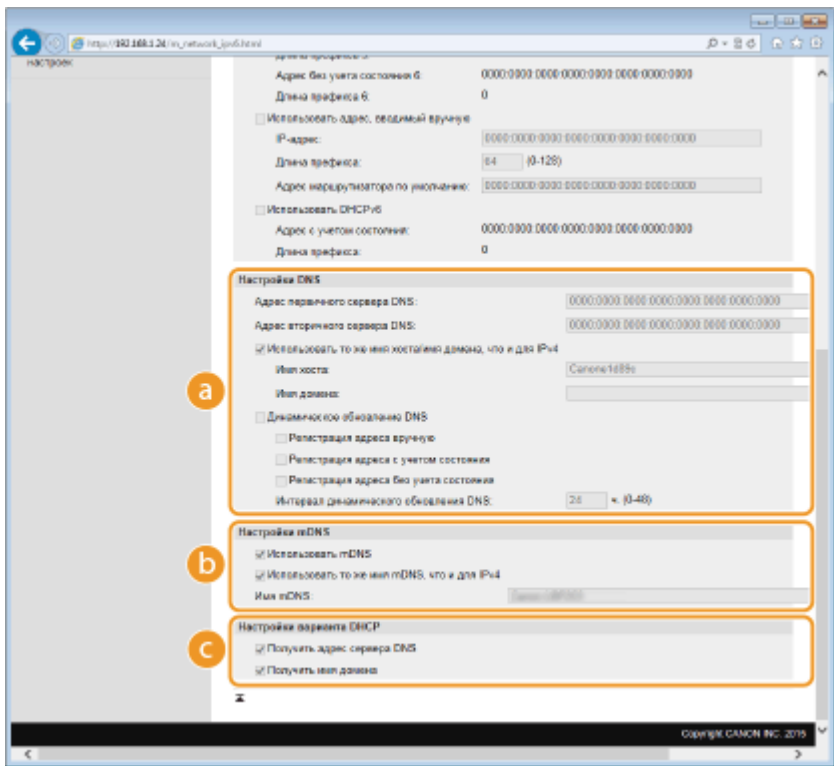 http://192.168.1.24/m_network_ipv6.html
настроек
Длина префикса 5:
Адрес без учета состояния 6: 0000:0000:0000:0000:0000:0000:0000:0000
Длина префикса 6: 0
Использовать адрес, вводимый вручную
IP-адрес: 0000:0000:0000:0000:0000:0000:0000:0000
Длина префикса: 64 (0-128)
Адрес маршрутизатора по умолчанию: 0000:0000:0000:0000:0000:0000:0000:0000
Использовать DHCPv6
Адрес с учетом состояния: 0000:0000:0000:0000:0000:0000:0000:0000
Длина префикса: 0
Настройки DNS
Адрес первичного сервера DNS: 0000:0000:0000:0000:0000:0000:0000
Адрес вторичного сервера DNS: 0000:0000:0000:0000:0000:0000:0000
Использовать то же имя хоста/имя домена, что и для IPv4
Имя хоста: Canone1d89c
Имя домена:
a
Динамическое обновление DNS
Регистрация адреса вручную
Регистрация адреса с учетом состояния
Регистрация адреса без учета состояния
Интервал динамического обновления DNS: 24 ч. (0-48)
Настройки mDNS
Использовать mDNS
b
Использовать то же имя mDNS, что и для IPv4
Имя mDNS:
Настройки варианта DHCP
c
Получить адрес сервера DNS
Получить имя домена
Copyright CANON INC. 2015